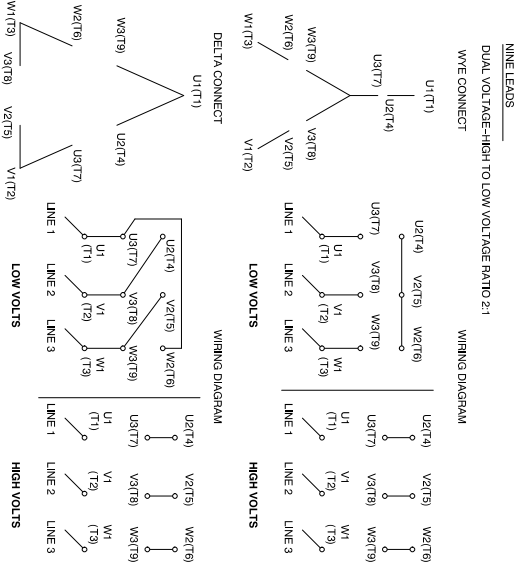 NINE LEADS
DUAL VOLTAGE-HIGH TO LOW VOLTAGE RATIO 2:1
WYE CONNECT
U1(T1)
U2(T4)
U3(T7)
W3(T9)
W2(T6)
W1(T3)
V3(T8)
V2(T5)
V1(T2)
WIRING DIAGRAM
U2(T4) V2(T5) W2(T6)
U3(T7) V3(T8) W3(T9)
U1 V1 W1
(T1) (T2) (T3)
LINE 1 LINE 2 LINE 3
LOW VOLTS
U2(T4) V2(T5) W2(T6)
U3(T7) V3(T8) W3(T9)
U1 V1 W1
(T1) (T2) (T3)
LINE 1 LINE 2 LINE 3
HIGH VOLTS
DELTA CONNECT
U1(T1)
W3(T9)
U2(T4)
W2(T6)
U3(T7)
W1(T3)
V3(T8)
V2(T5)
V1(T2)
WIRING DIAGRAM
U2(T4) V2(T5) W2(T6)
U3(T7) V3(T8) W3(T9)
U1 V1 W1
(T1) (T2) (T3)
LINE 1 LINE 2 LINE 3
LOW VOLTS
U2(T4) V2(T5) W2(T6)
U3(T7) V3(T8) W3(T9)
U1 V1 W1
(T1) (T2) (T3)
LINE 1 LINE 2 LINE 3
HIGH VOLTS